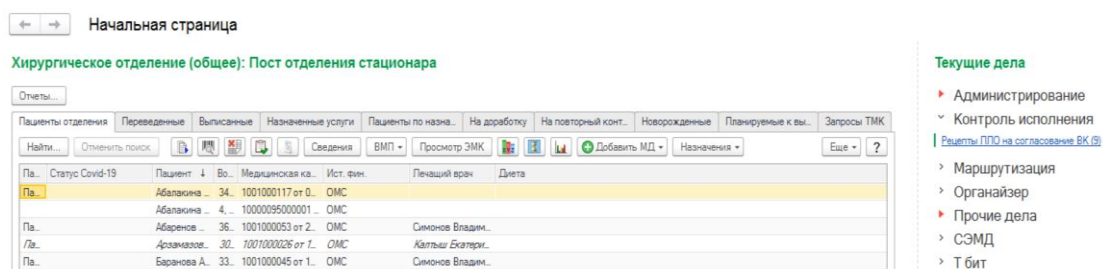 Начальная страница
Хирургическое отделение (общее): Пост отделения стационара
Отчеты...
Пациенты отделения Переведенные Выписанные Назначенные услуги Пациенты по назна... На доработку На повторный конт... Новорожденные Планируемые к вы... Запросы ТМК
Найти... Отменить поиск Сведения ВМП Просмотр ЭМК Добавить МД Назначения Еще ?
Па... Статус Covid-19 Пациент ↓ Во... Медицинская ка... Ист. фин. Лечащий врач Диета
Па... Абалакина ... 34... 1001000117 от 0... ОМС
Абалакина ... 4, ... 10000095000001 ... ОМС
Па... Абаренов ... 36... 1001000053 от 2... ОМС Симонов Владим...
Па... Арзамазов... 30... 1001000026 от 1... ОМС Калтыш Екатери...
Па... Баранова А... 33... 1001000045 от 1... ОМС Симонов Владим...
Текущие дела
Администрирование
Контроль исполнения
Рецепты ЛЛО на согласование ВК (9)
Маршрутизация
Органайзер
Прочие дела
СЭМД
Т бит